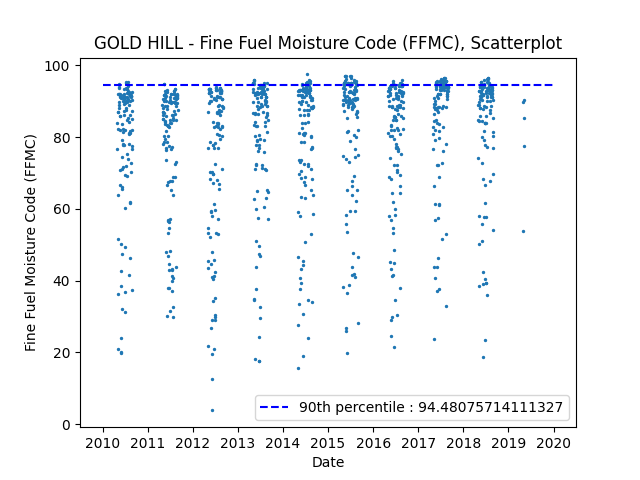 GOLD HILL - Fine Fuel Moisture Code (FFMC), Scatterplot
Fine Fuel Moisture Code (FFMC)
100
80
60
40
20
0
90th percentile : 94.48075714111327
2010 2011 2012 2013 2014 2015 2016 2017 2018 2019 2020
Date